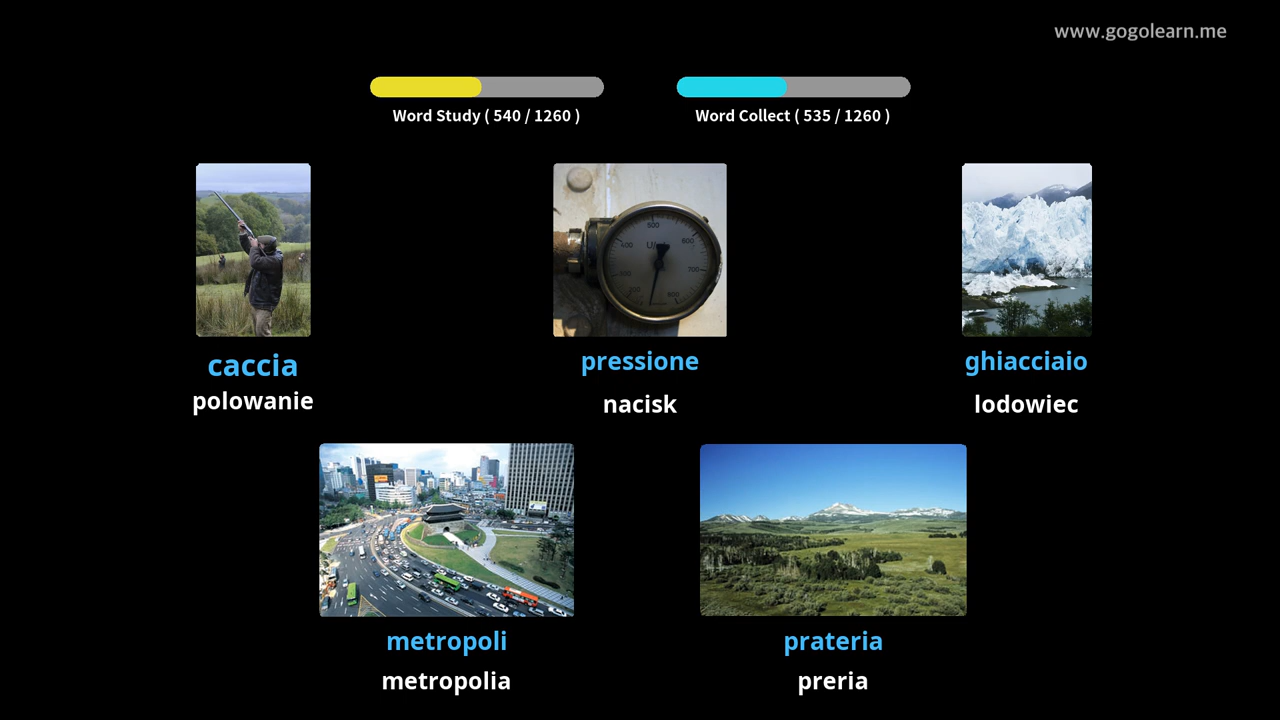 www.gogolearn.me
Word Study ( 540 / 1260 )
Word Collect ( 535 / 1260 )
caccia
polowanie
pressione
nacisk
ghiacciaio
lodowiec
metropoli
metropolia
prateria
preria